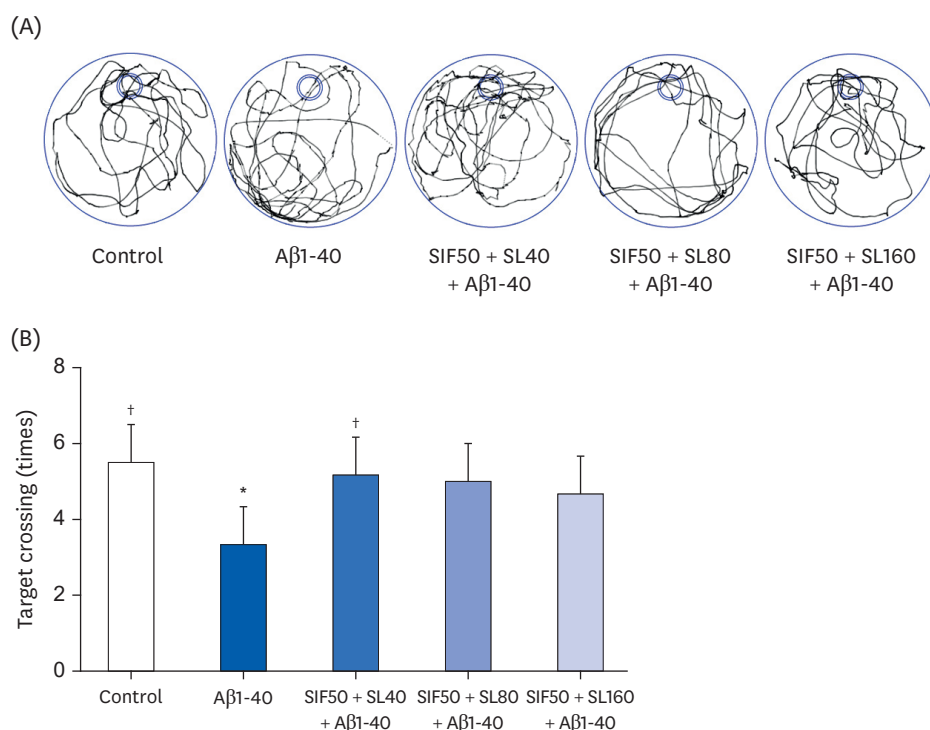 (A)
Control
Aβ1-40
SIF50 + SL40
+ Aβ1-40
SIF50 + SL80
+ Aβ1-40
SIF50 + SL160
+ Aβ1-40
(B)
Target crossing (times)
8
6
4
2
0
†
*
†
Control
Aβ1-40
SIF50 + SL40
+ Aβ1-40
SIF50 + SL80
+ Aβ1-40
SIF50 + SL160
+ Aβ1-40